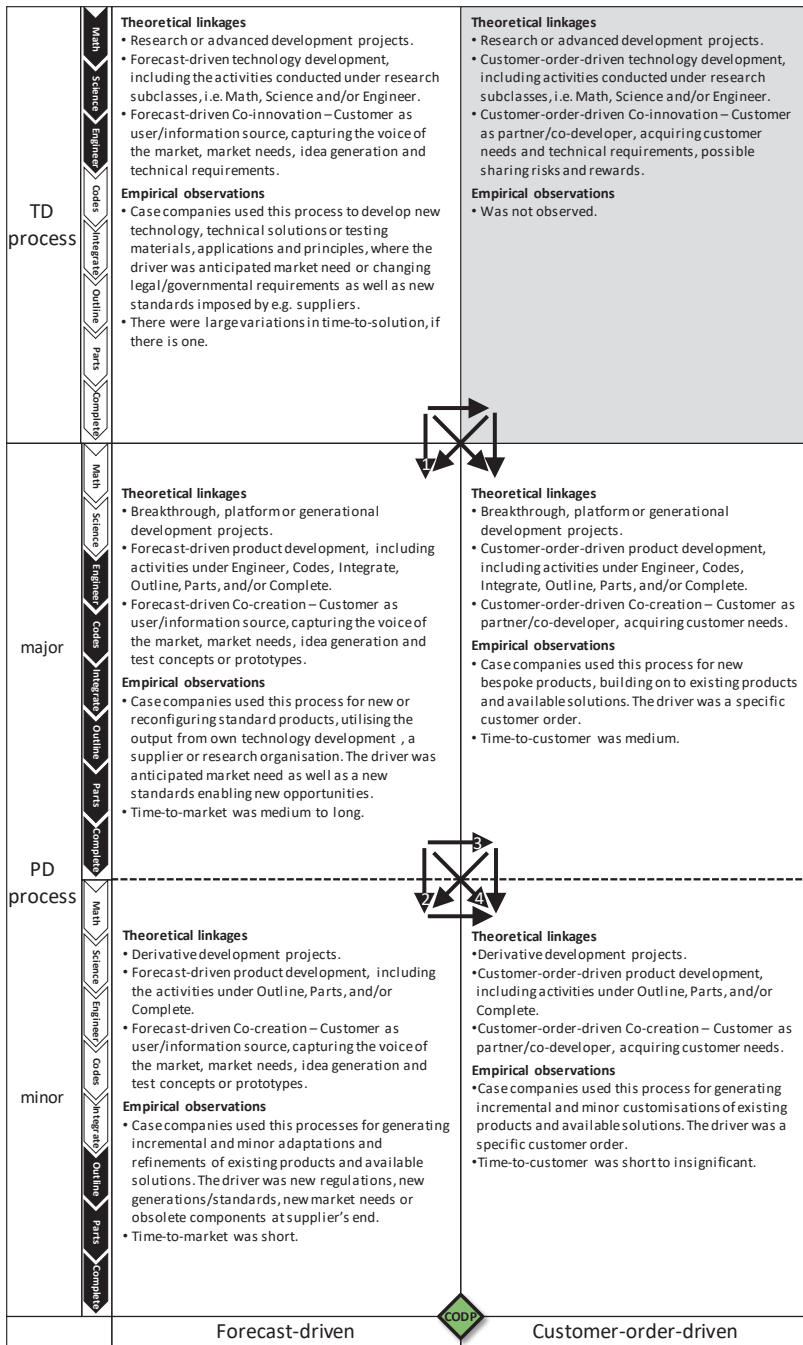 TD
process
Math
Science
Engineer
Codes
Integrate
Outline
Parts
Complete
Theoretical linkages
• Research or advanced development projects.
• Forecast-driven technology development,
including the activities conducted under research
subclasses, i.e. Math, Science and/or Engineer.
• Forecast-driven Co-innovation – Customer as
user/information source, capturing the voice of
the market, market needs, idea generation and
technical requirements.
Empirical observations
• Case companies used this process to develop new
technology, technical solutions or testing
materials, applications and principles, where the
driver was anticipated market need or changing
legal/governmental requirements as well as new
standards imposed by e.g. suppliers.
• There were large variations in time-to-solution, if
there is one.
Theoretical linkages
• Research or advanced development projects.
• Customer-order-driven technology development,
including activities conducted under research
subclasses, i.e. Math, Science and/or Engineer.
• Customer-order-driven Co-innovation – Customer
as partner/co-developer, acquiring customer
needs and technical requirements, possible
sharing risks and rewards.
Empirical observations
• Was not observed.
1
major
Math
Science
Engineer
Codes
Integrate
Outline
Parts
Complete
Theoretical linkages
• Breakthrough, platform or generational
development projects.
• Forecast-driven product development, including
activities under Engineer, Codes, Integrate,
Outline, Parts, and/or Complete.
• Forecast-driven Co-creation – Customer as
user/information source, capturing the voice of
the market, market needs, idea generation and
test concepts or prototypes.
Empirical observations
• Case companies used this process for new or
reconfiguring standard products, utilising the
output from own technology development , a
supplier or research organisation. The driver was
anticipated market need as well as a new
standards enabling new opportunities.
• Time-to-market was medium to long.
Theoretical linkages
• Breakthrough, platform or generational
development projects.
• Customer-order-driven product development,
including activities under Engineer, Codes,
Integrate, Outline, Parts, and/or Complete.
• Customer-order-driven Co-creation – Customer as
partner/co-developer, acquiring customer needs.
Empirical observations
• Case companies used this process for new
bespoke products, building on to existing products
and available solutions. The driver was a specific
customer order.
• Time-to-customer was medium.
3
2
4
PD
process
minor
Math
Science
Engineer
Codes
Integrate
Outline
Parts
Complete
Theoretical linkages
• Derivative development projects.
• Forecast-driven product development, including
the activities under Outline, Parts, and/or
Complete.
• Forecast-driven Co-creation – Customer as
user/information source, capturing the voice of
the market, market needs, idea generation and
test concepts or prototypes.
Empirical observations
• Case companies used this processes for generating
incremental and minor adaptations and
refinements of existing products and available
solutions. The driver was new regulations, new
generations/standards, new market needs or
obsolete components at supplier's end.
• Time-to-market was short.
Theoretical linkages
•Derivative development projects.
•Customer-order-driven product development,
including activities under Outline, Parts, and/or
Complete.
•Customer-order-driven Co-creation – Customer as
partner/co-developer, acquiring customer needs.
Empirical observations
•Case companies used this process for generating
incremental and minor customisations of existing
products and available solutions. The driver was a
specific customer order.
•Time-to-customer was short to insignificant.
CODP
Forecast-driven
Customer-order-driven